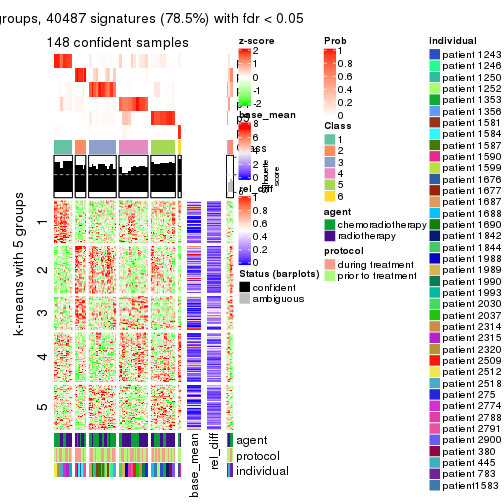 groups, 40487 signatures (78.5%) with fdr < 0.05
148 confident samples
k-means with 5 groups
1
2
3
4
5
base_mean
rel_diff
agent
protocol
individual
z-score
2
1
0
-1
-2
base_mean
8
6
4
2
0
rel_diff
1
0.8
0.6
0.4
0.2
0
Status (barplots)
confident
ambiguous
silhouette
score
Prob
1
0.8
0.6
0.4
0.2
0
Class
1
2
3
4
5
6
agent
chemoradiotherapy
radiotherapy
protocol
during treatment
prior to treatment
individual
patient 1243
patient 1246
patient 1250
patient 1252
patient 1353
patient 1356
patient 1581
patient 1584
patient 1587
patient 1590
patient 1599
patient 1676
patient 1677
patient 1687
patient 1688
patient 1690
patient 1842
patient 1844
patient 1988
patient 1989
patient 1990
patient 1993
patient 2030
patient 2037
patient 2314
patient 2315
patient 2320
patient 2509
patient 2512
patient 2518
patient 275
patient 2774
patient 2788
patient 2791
patient 2900
patient 380
patient 445
patient 783
patient1583